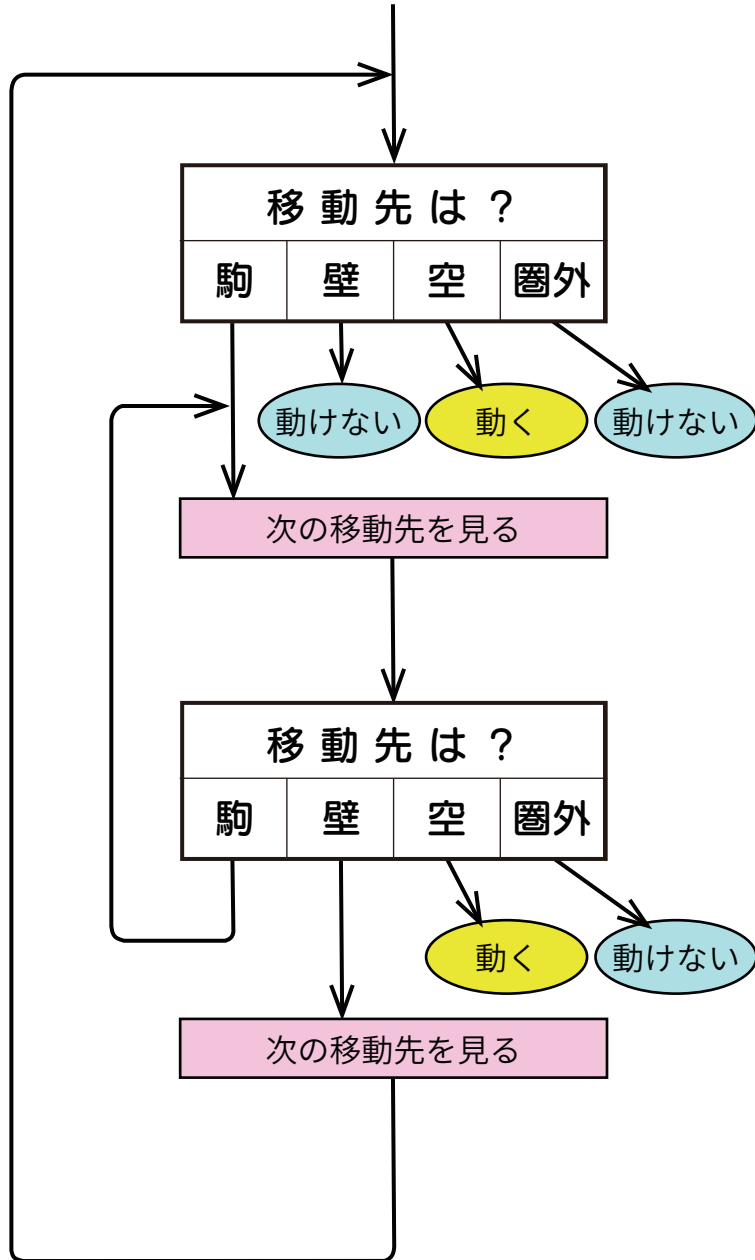 移動先は?
駒 壁 空 圏外
動けない 動く 動けない
次の移動先を見る
移動先は?
駒 壁 空 圏外
動く 動けない
次の移動先を見る